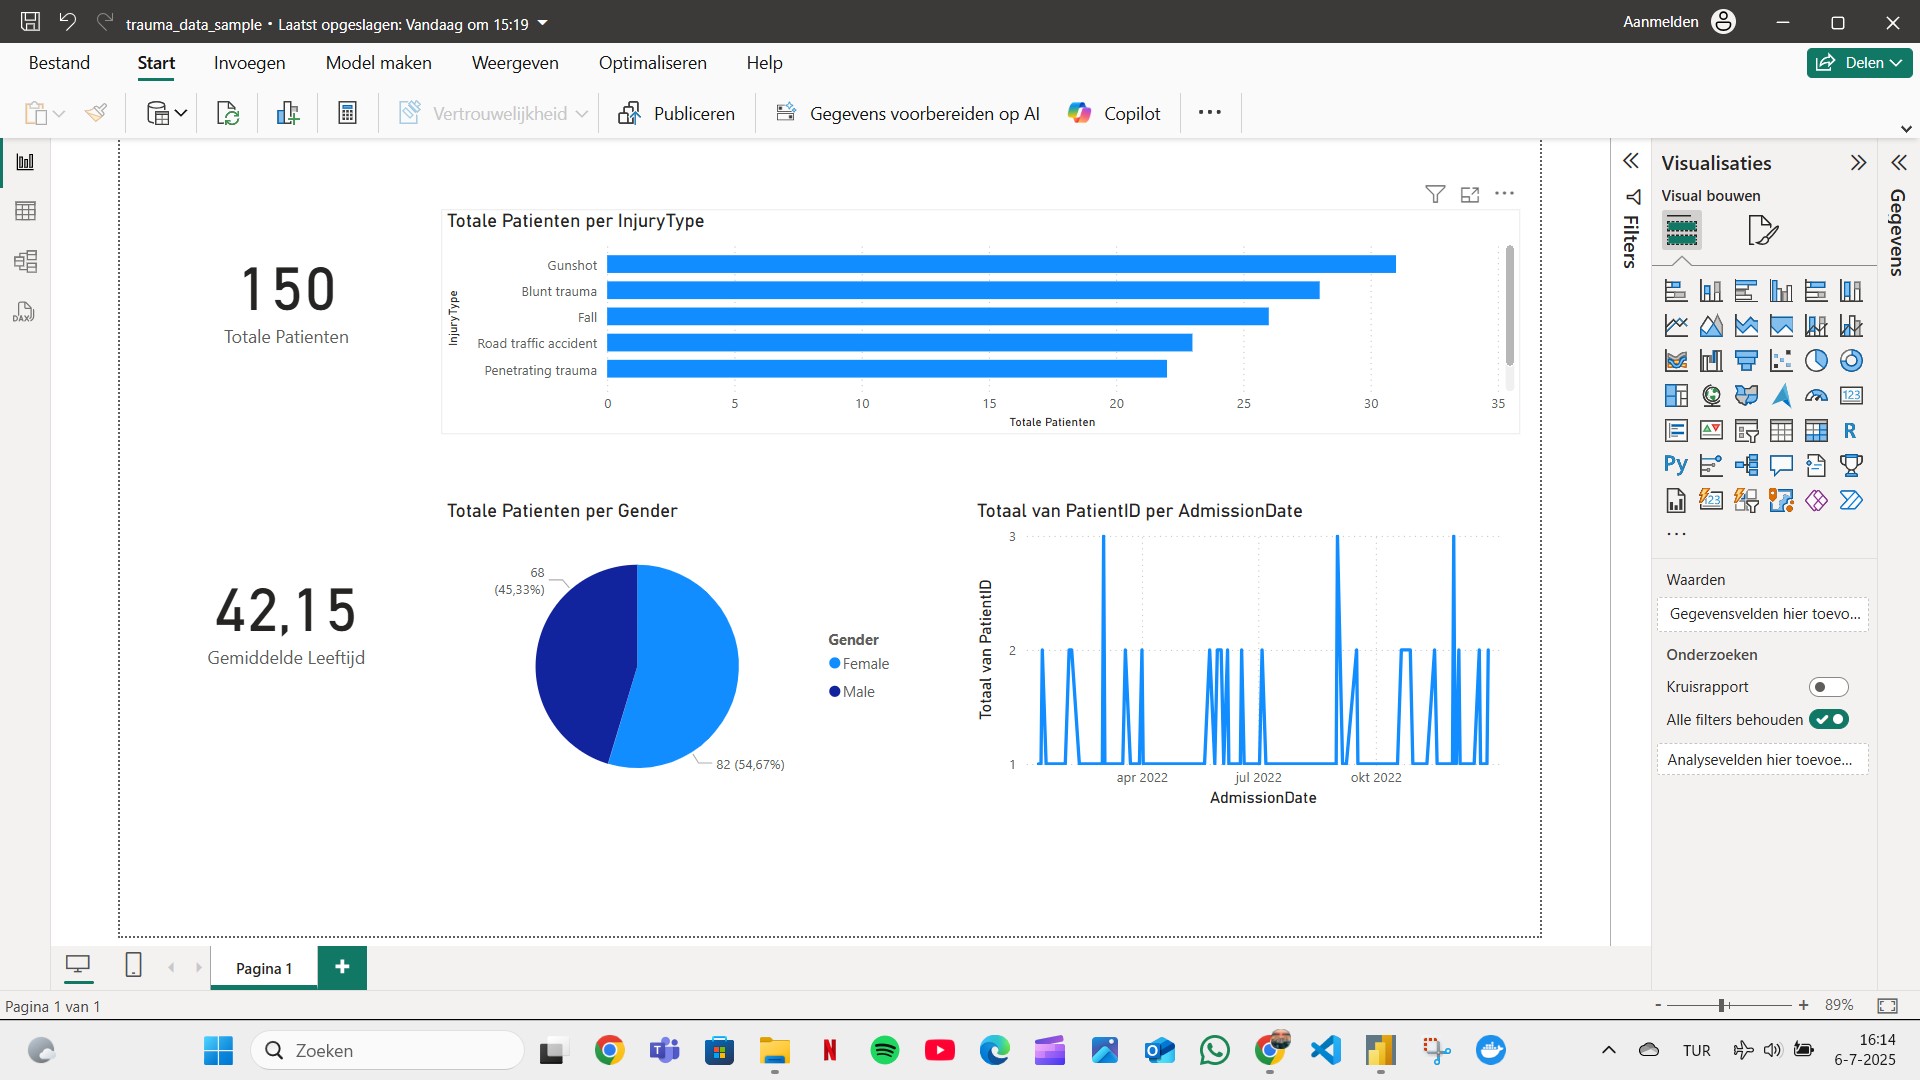 trauma_data_sample • Laatst opgeslagen: Vandaag om 15:19
Aanmelden
Bestand
Start
Invoegen
Model maken
Weergeven
Optimaliseren
Help
Delen
Vertrouwelijkheid
Publiceren
Gegevens voorbereiden op AI
Copilot
DAX
150
Totale Patienten
Totale Patienten per InjuryType
InjuryType
Gunshot
Blunt trauma
Fall
Road traffic accident
Penetrating trauma
0 5 10 15 20 25 30 35
Totale Patienten
42,15
Gemiddelde Leeftijd
Totale Patienten per Gender
68
(45,33%)
82 (54,67%)
Gender
Female
Male
Totaal van PatientID per AdmissionDate
Totaal van PatientID
3
2
1
apr 2022 jul 2022 okt 2022
AdmissionDate
Filters
Visualisaties
Visual bouwen
123
R
Py
123
Waarden
Gegevensvelden hier toevo...
Onderzoeken
Kruisrapport
Alle filters behouden
Analysevelden hier toevoe...
Gegevens
Pagina 1
Pagina 1 van 1
- + 89%
Zoeken
N
TUR
16:14
6-7-2025